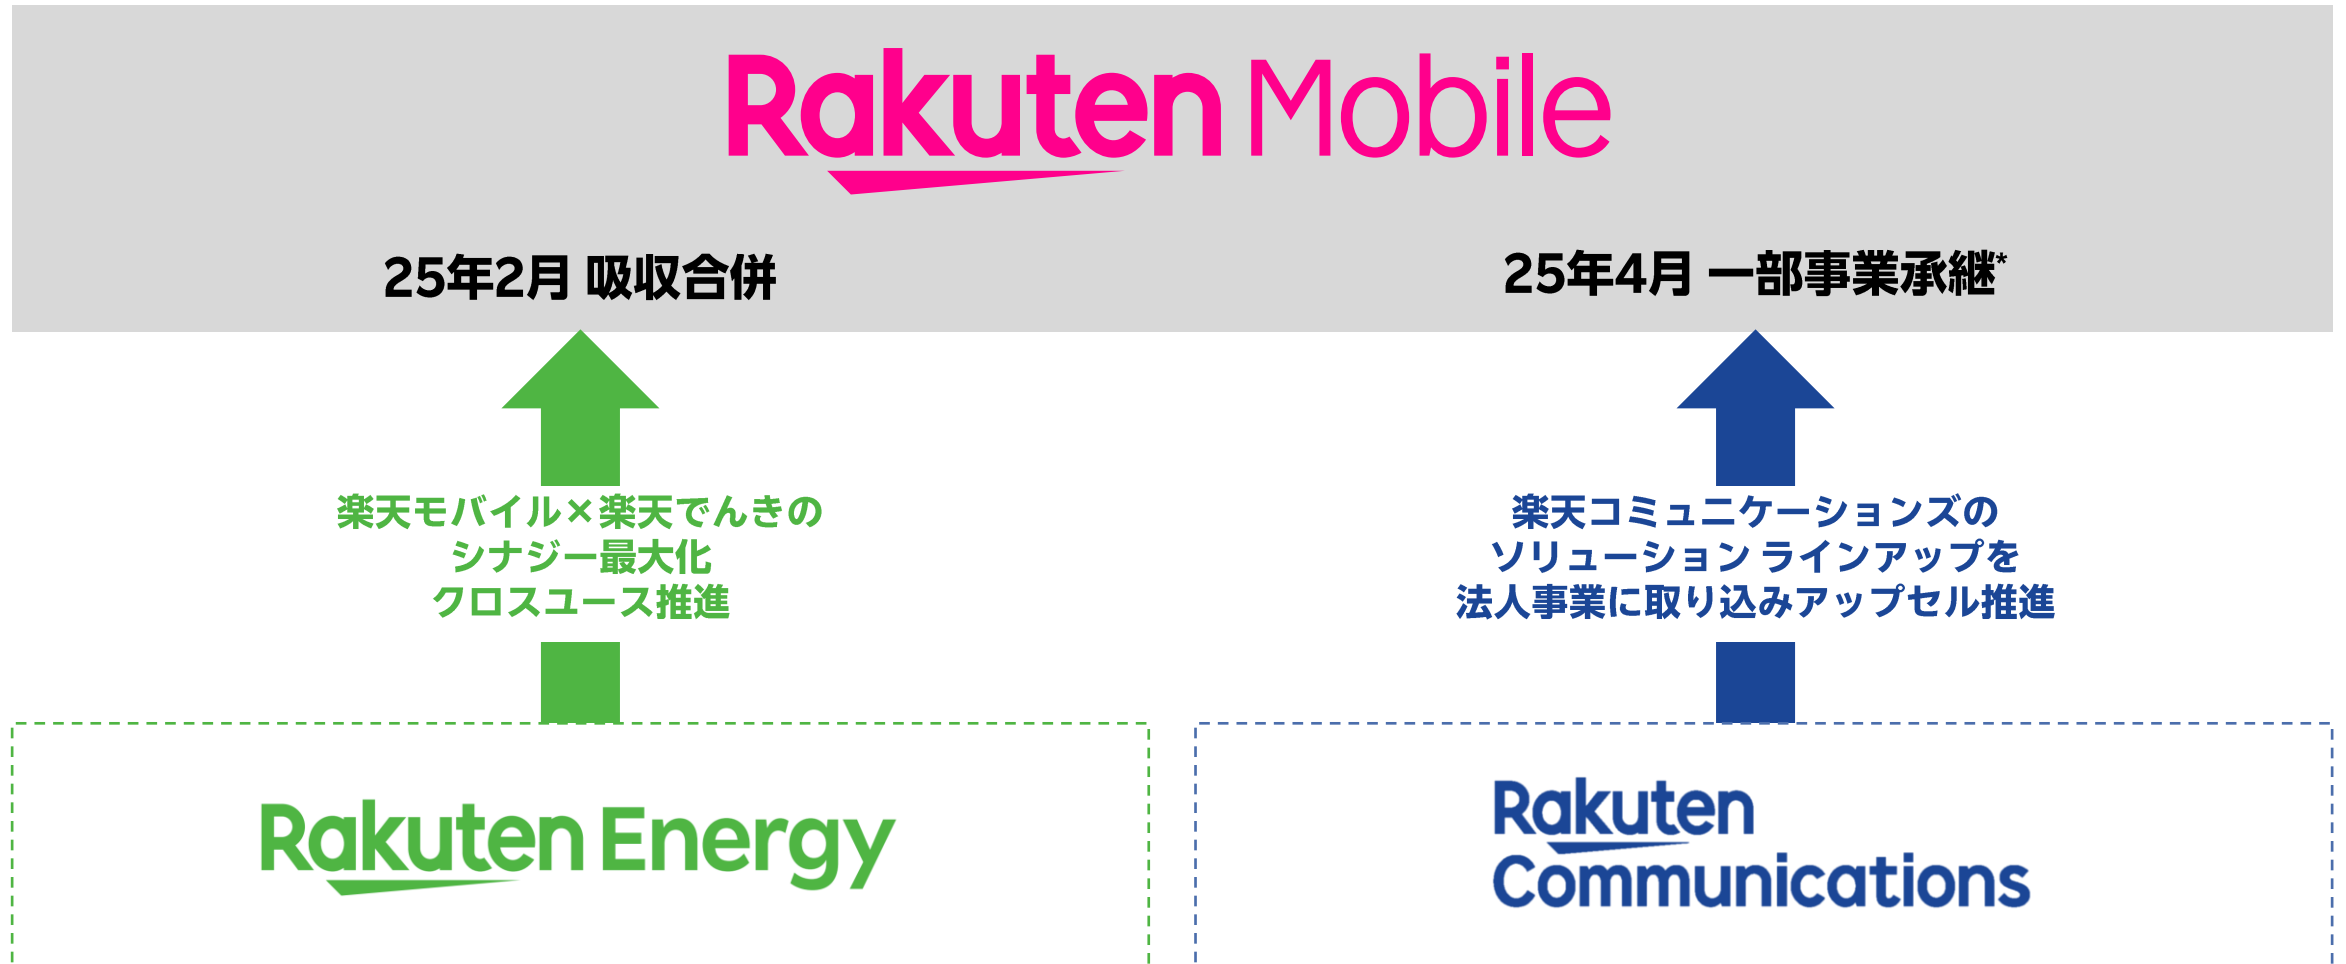 Rakuten Mobile
25年2月 吸収合併
25年4月 一部事業承継*
楽天モバイル×楽天でんきの
シナジー最大化
クロスユース推進
楽天コミュニケーションズの
ソリューション ラインアップを
法人事業に取り込みアップセル推進
Rakuten Energy
Rakuten
Communications